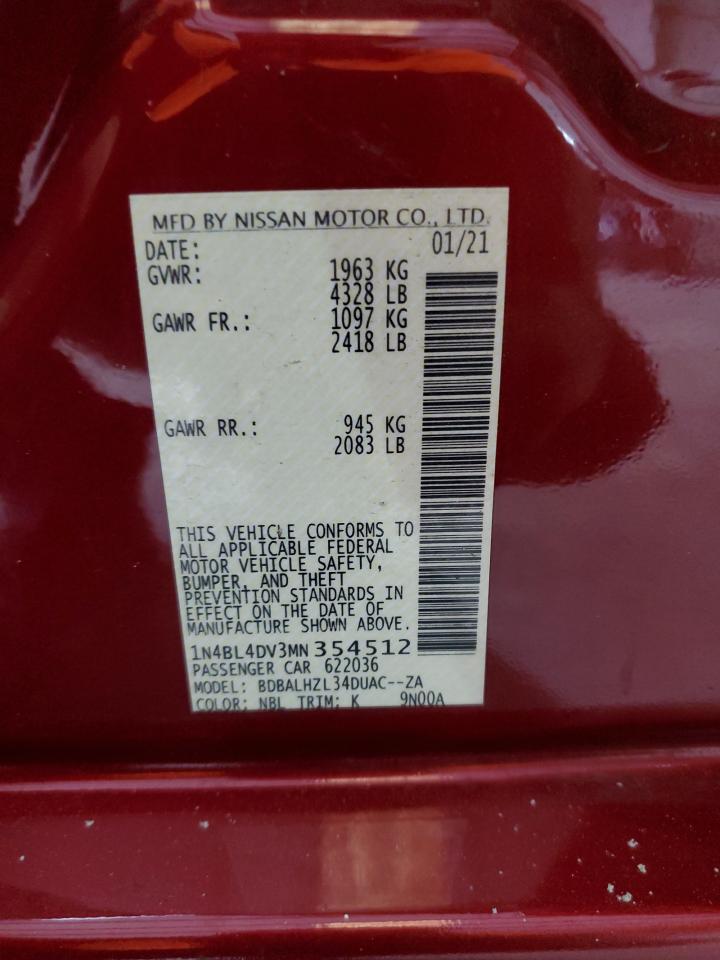 MFD BY NISSAN MOTOR CO., LTD.
DATE: 01/21
GVWR: 1963 KG
4328 LB
GAWR FR.: 1097 KG
2418 LB
GAWR RR.: 945 KG
2083 LB
THIS VEHICLE CONFORMS TO
ALL APPLICABLE FEDERAL
MOTOR VEHICLE SAFETY,
BUMPER, AND THEFT
PREVENTION STANDARDS IN
EFFECT ON THE DATE OF
MANUFACTURE SHOWN ABOVE.
1N4BL4DV3MN354512
PASSENGER CAR 622036
MODEL: BDBALHZL34DUAC--ZA
COLOR: NBL TRIM: K 9N00A